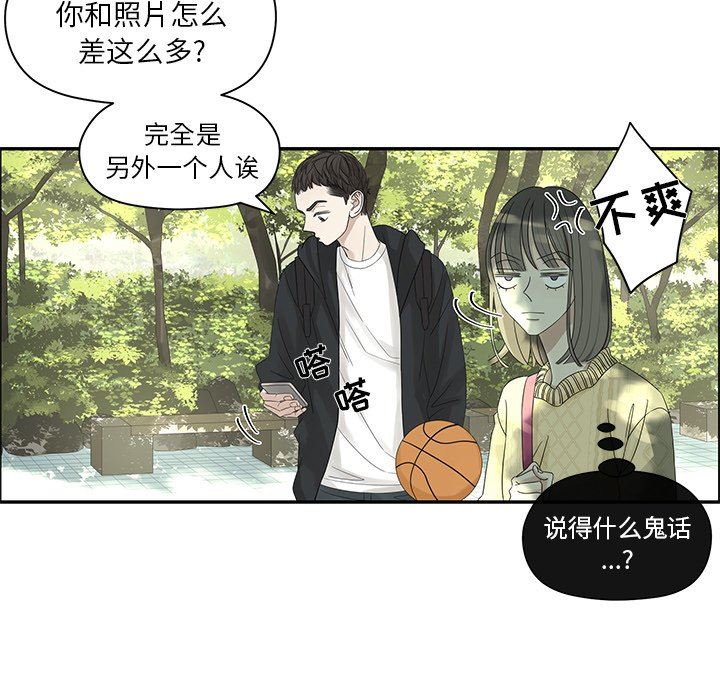 你和照片怎么
差这么多?
完全是
另外一个人诶
不爽
嗒
嗒
说得什么鬼话
...?